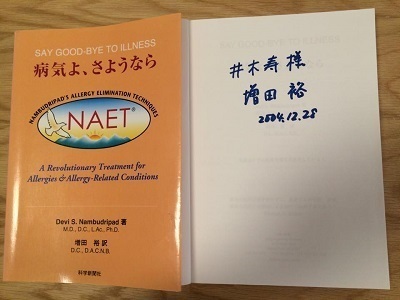 SAY GOOD-BYE TO ILLNESS
病気よ、さようなら
NAMBUDRIPAD'S ALLERGY ELIMINATION TECHNIQUES
NAET®
A Revolutionary Treatment for
Allergies & Allergy-Related Conditions
Devi S. Nambudripad 著
M.D., D.C., L.Ac., Ph.D.
増田 裕 訳
D.C., D.A.C.N.B.
科学新聞社
井木寿様
増田 裕
2004.12.28